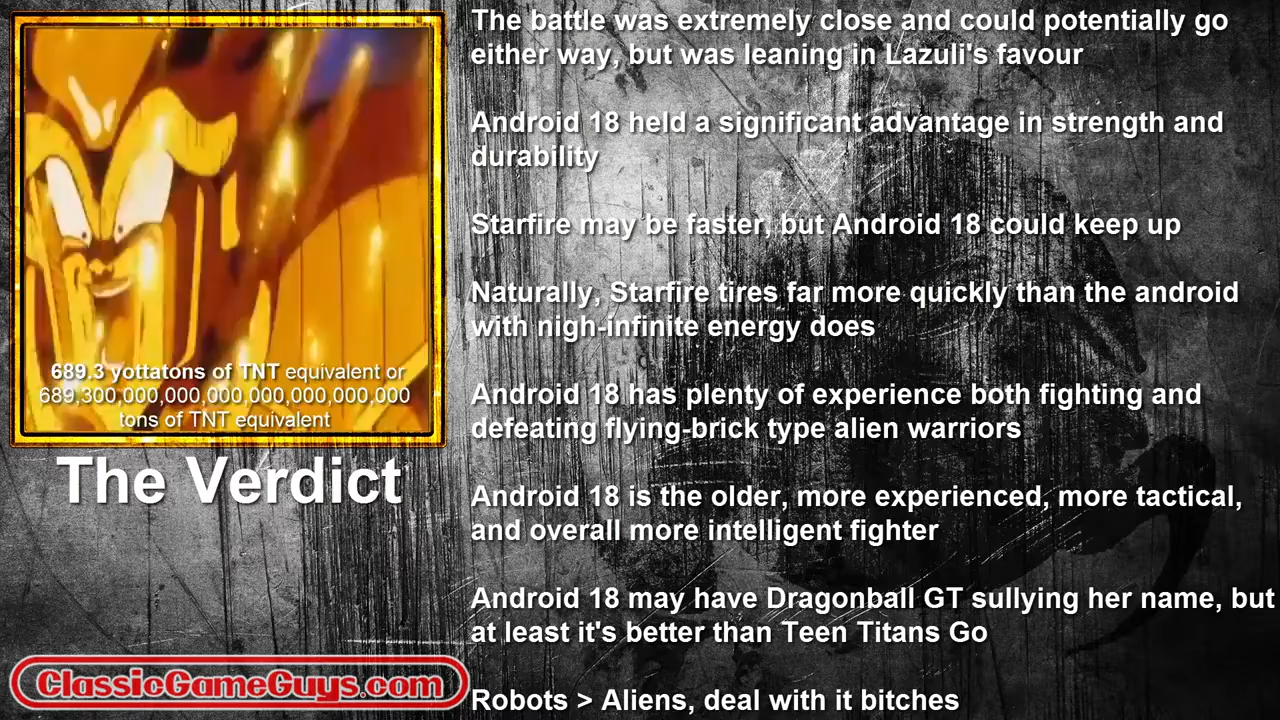 The battle was extremely close and could potentially go
either way, but was leaning in Lazuli's favour
Android 18 held a significant advantage in strength and
durability
Starfire may be faster, but Android 18 could keep up
Naturally, Starfire tires far more quickly than the android
with nigh-infinite energy does
Android 18 has plenty of experience both fighting and
defeating flying-brick type alien warriors
Android 18 is the older, more experienced, more tactical,
and overall more intelligent fighter
Android 18 may have Dragonball GT sullying her name, but
at least it's better than Teen Titans Go
Robots > Aliens, deal with it bitches
689.3 yottatons of TNT equivalent or
689,300,000,000,000,000,000,000,000
tons of TNT equivalent
The Verdict
ClassicGameGuys.com